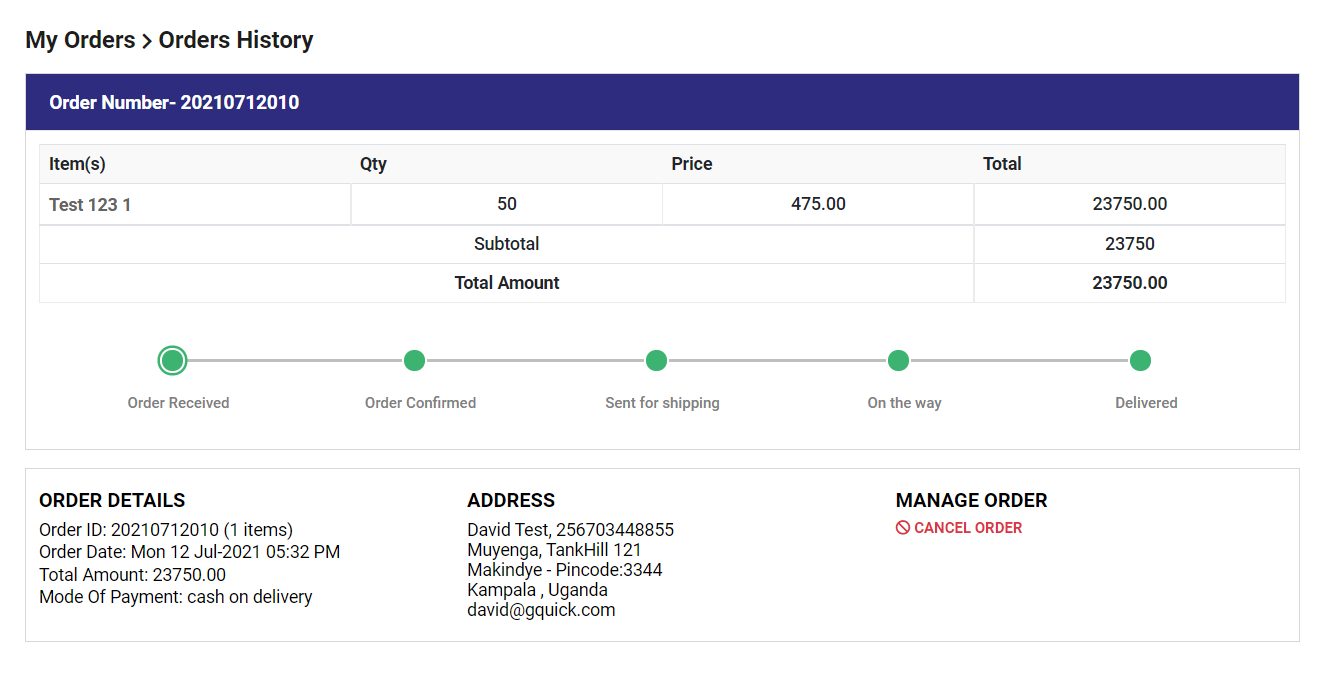 My Orders > Orders History
Order Number- 20210712010
Item(s) Qty Price Total
Test 123 1 50 475.00 23750.00
Subtotal 23750
Total Amount 23750.00
Order Received Order Confirmed Sent for shipping On the way Delivered
ORDER DETAILS
Order ID: 20210712010 (1 items)
Order Date: Mon 12 Jul-2021 05:32 PM
Total Amount: 23750.00
Mode Of Payment: cash on delivery
ADDRESS
David Test, 256703448855
Muyenga, TankHill 121
Makindye - Pincode:3344
Kampala , Uganda
david@gquick.com
MANAGE ORDER
CANCEL ORDER